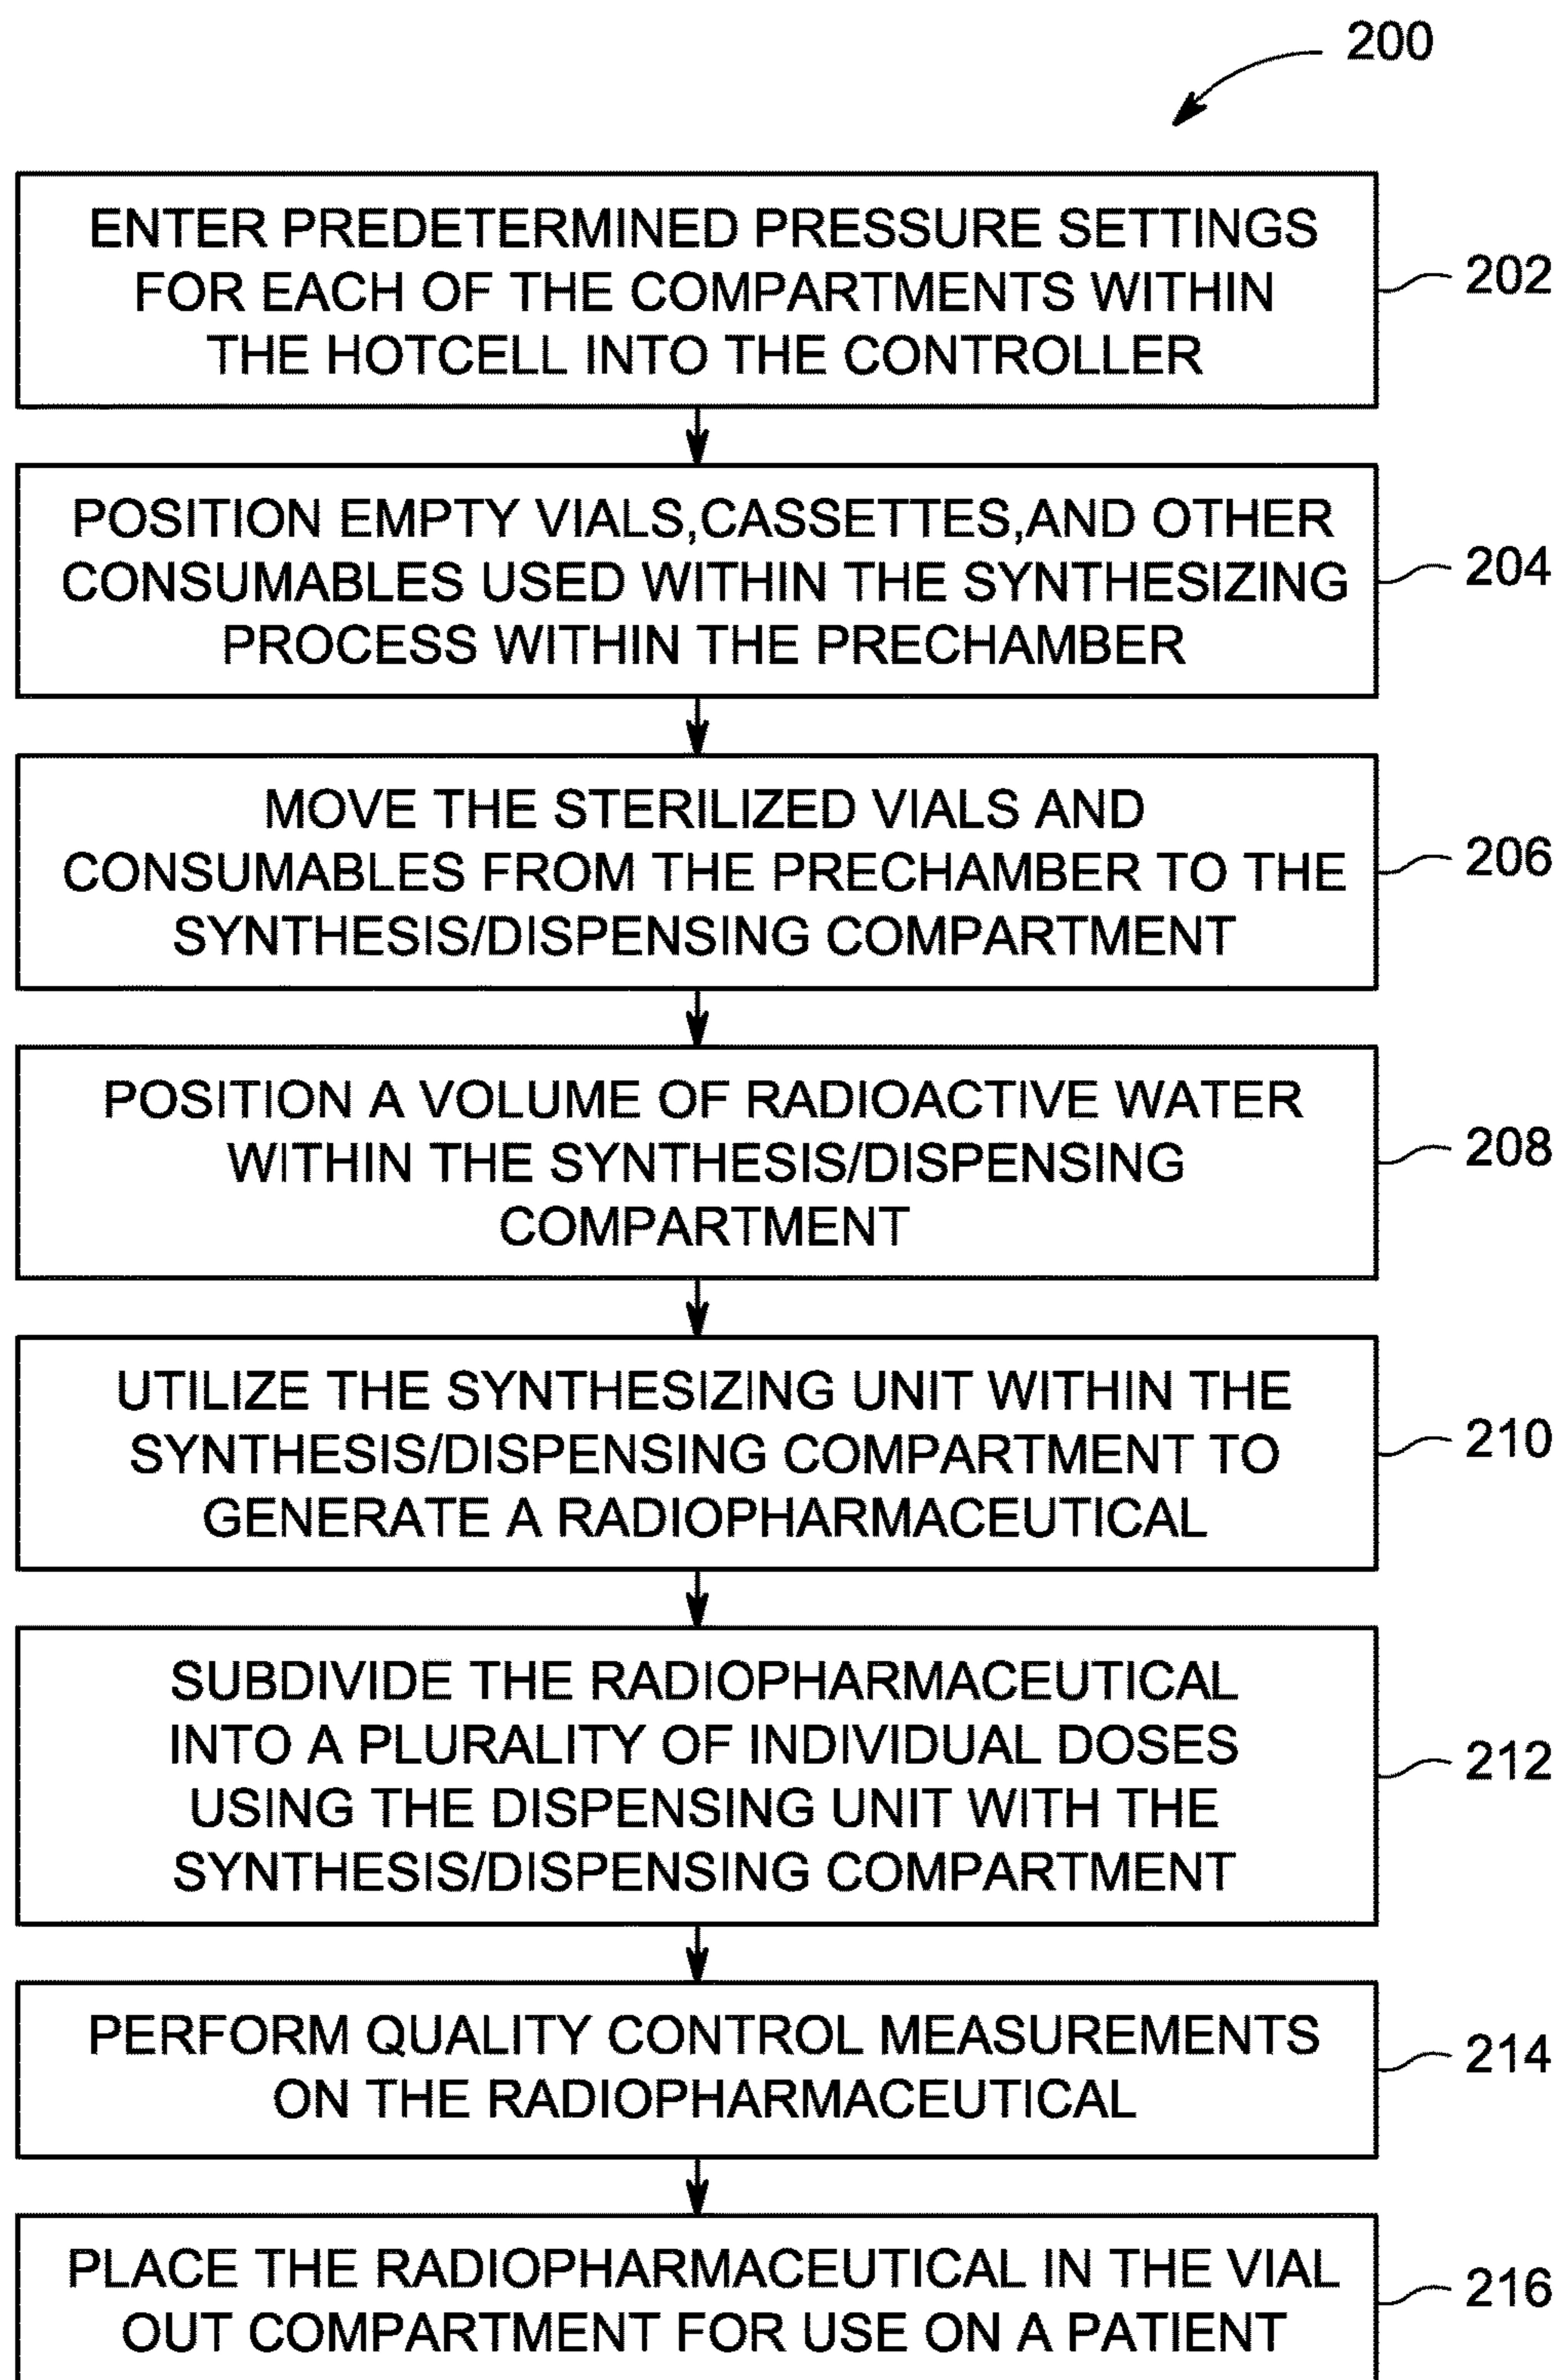 200
ENTER PREDETERMINED PRESSURE SETTINGS
FOR EACH OF THE COMPARTMENTS WITHIN
THE HOTCELL INTO THE CONTROLLER
202
POSITION EMPTY VIALS,CASSETTES,AND OTHER
CONSUMABLES USED WITHIN THE SYNTHESIZING
PROCESS WITHIN THE PRECHAMBER
204
MOVE THE STERILIZED VIALS AND
CONSUMABLES FROM THE PRECHAMBER TO THE
SYNTHESIS/DISPENSING COMPARTMENT
206
POSITION A VOLUME OF RADIOACTIVE WATER
WITHIN THE SYNTHESIS/DISPENSING
COMPARTMENT
208
UTILIZE THE SYNTHESIZING UNIT WITHIN THE
SYNTHESIS/DISPENSING COMPARTMENT TO
GENERATE A RADIOPHARMACEUTICAL
210
SUBDIVIDE THE RADIOPHARMACEUTICAL
INTO A PLURALITY OF INDIVIDUAL DOSES
USING THE DISPENSING UNIT WITH THE
SYNTHESIS/DISPENSING COMPARTMENT
212
PERFORM QUALITY CONTROL MEASUREMENTS
ON THE RADIOPHARMACEUTICAL
214
PLACE THE RADIOPHARMACEUTICAL IN THE VIAL
OUT COMPARTMENT FOR USE ON A PATIENT
216